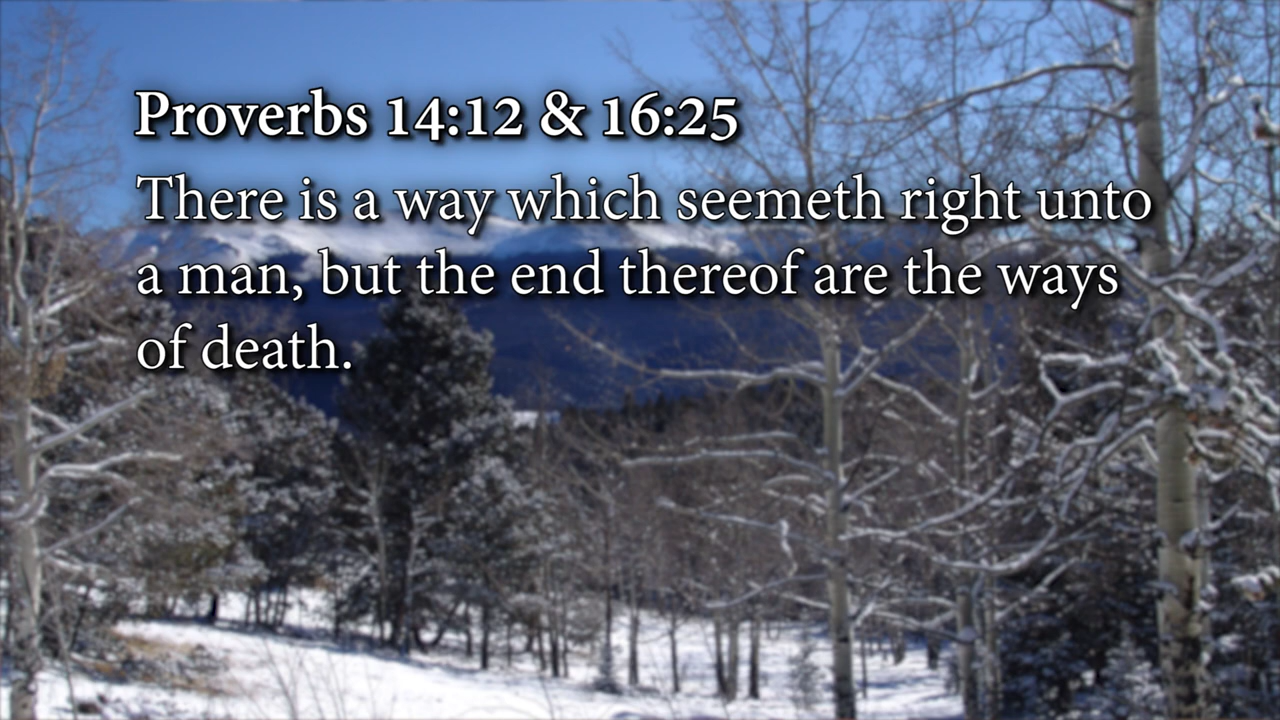 Proverbs 14:12 & 16:25
There is a way which seemeth right unto
a man, but the end thereof are the ways
of death.